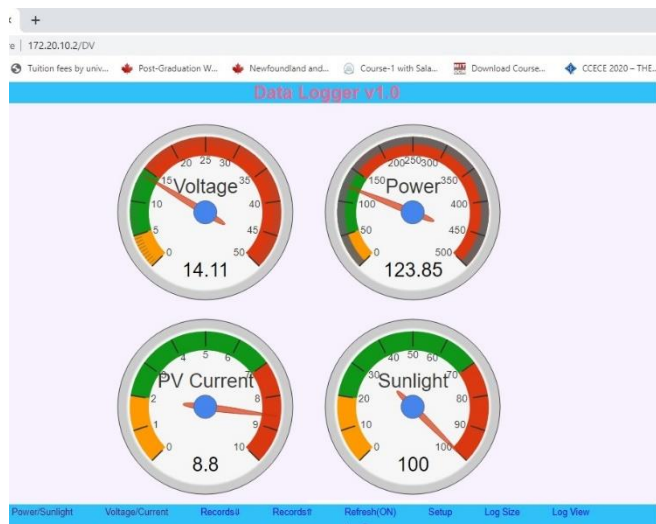 +
172.20.10.2/DV
Tuition fees by univ... Post-Graduation W... Newfoundland and... Course-1 with Sala... Download Course... CCECE 2020 – THE...
Data Logger v1.0
Voltage
0 5 10 15 20 25 30 35 40 45 50
14.11
Power
0 50 100 150 200 250 300 350 400 450 500
123.85
PV Current
0 1 2 4 5 6 7 8 9 10
8.8
Sunlight
0 10 20 30 40 50 60 70 80 90 100
100
Power/Sunlight Voltage/Current Records⇓ Records⇑ Refresh(ON) Setup Log Size Log View